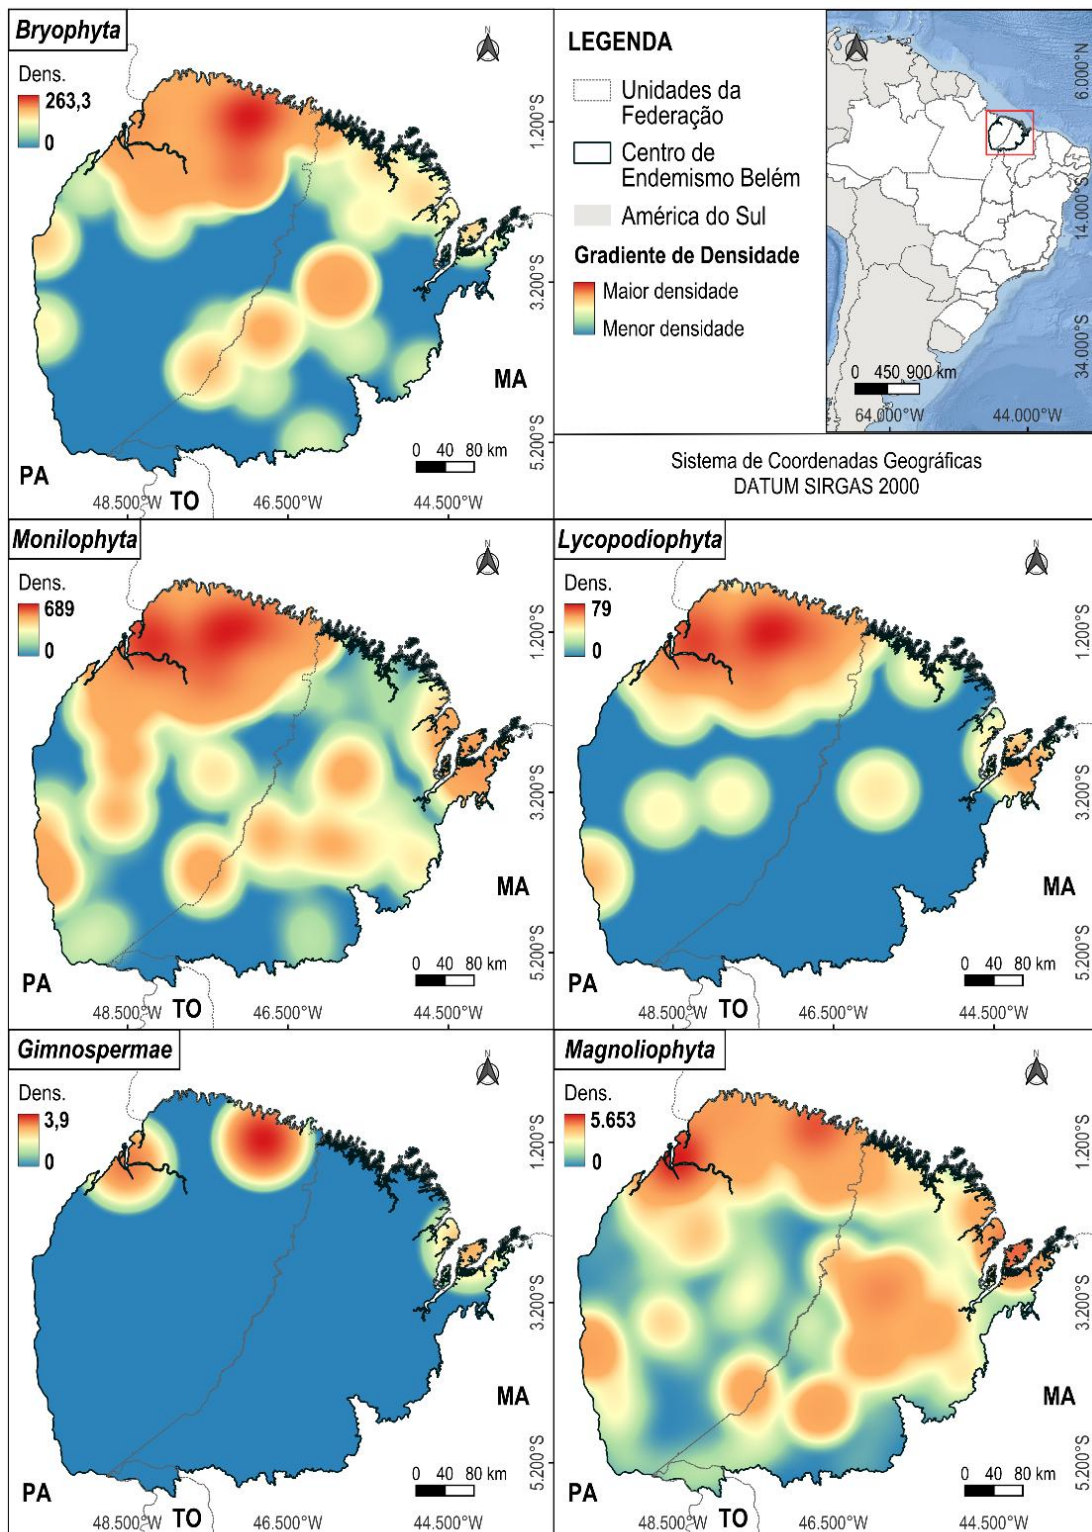 Bryophyta
Dens.
263,3
0
N
1.200°S
3.200°S
5.200°S
MA
PA
TO
0 40 80 km
48.500°W
46.500°W
44.500°W
LEGENDA
Unidades da
Federação
Centro de
Endemismo Belém
América do Sul
Gradiente de Densidade
Maior densidade
Menor densidade
N
6.000°N
14.000°S
34.000°S
0 450 900 km
64.000°W
44.000°W
Sistema de Coordenadas Geográficas
DATUM SIRGAS 2000
Monilophyta
Dens.
689
0
N
1.200°S
3.200°S
5.200°S
MA
PA
TO
0 40 80 km
48.500°W
46.500°W
44.500°W
Lycopodiophyta
Dens.
79
0
N
1.200°S
3.200°S
5.200°S
MA
PA
TO
0 40 80 km
48.500°W
46.500°W
44.500°W
Gimnospermae
Dens.
3,9
0
N
1.200°S
3.200°S
5.200°S
MA
PA
TO
0 40 80 km
48.500°W
46.500°W
44.500°W
Magnoliophyta
Dens.
5.653
0
N
1.200°S
3.200°S
5.200°S
MA
PA
TO
0 40 80 km
48.500°W
46.500°W
44.500°W